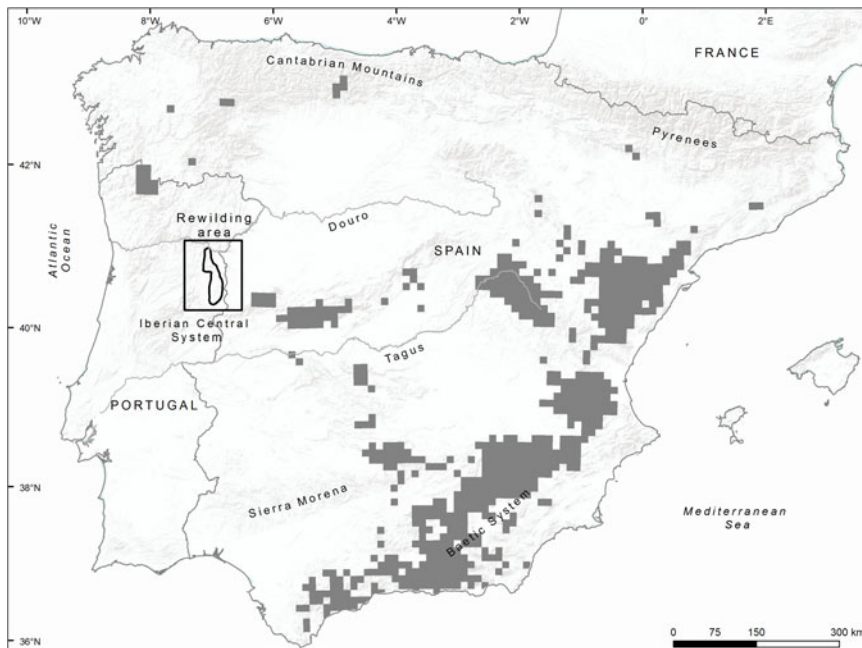 10°W 8°W 6°W 4°W 2°W 0° 2°E
FRANCE
Cantabrian Mountains
Pyrenees
42°N
Rewilding
area
Douro
Atlantic
Ocean
SPAIN
Iberian Central
System
40°N
Tagus
PORTUGAL
38°N
Sierra Morena
Baetic System
Mediterranean
Sea
36°N
0 75 150 300 km